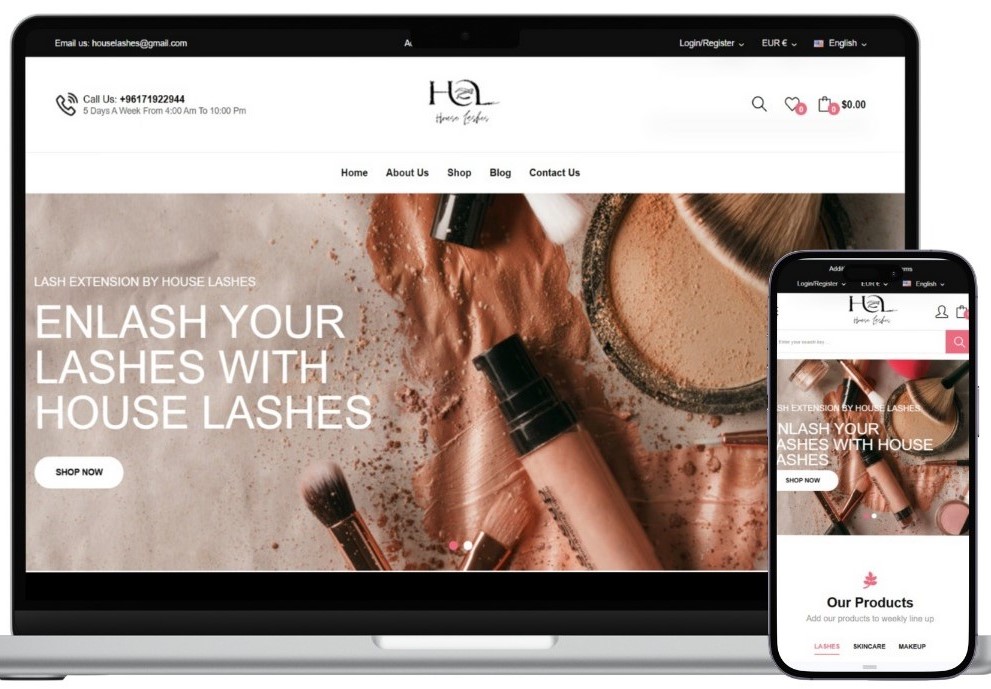 Email us: houselashes@gmail.com
Login/Register
EUR €
English
Call Us: +96171922944
5 Days A Week From 4:00 Am To 10:00 Pm
HL
House Lashes
0
0
$0.00
Home
About Us
Shop
Blog
Contact Us
LASH EXTENSION BY HOUSE LASHES
ENLASH YOUR
LASHES WITH
HOUSE LASHES
SHOP NOW
Login/Register
EUR €
English
HL
House Lashes
Enter your search key ...
SH EXTENSION BY HOUSE LASHES
NLASH YOUR
ASHES WITH HOUSE
ASHES
SHOP NOW
Our Products
Add our products to weekly line up
LASHES
SKINCARE
MAKEUP